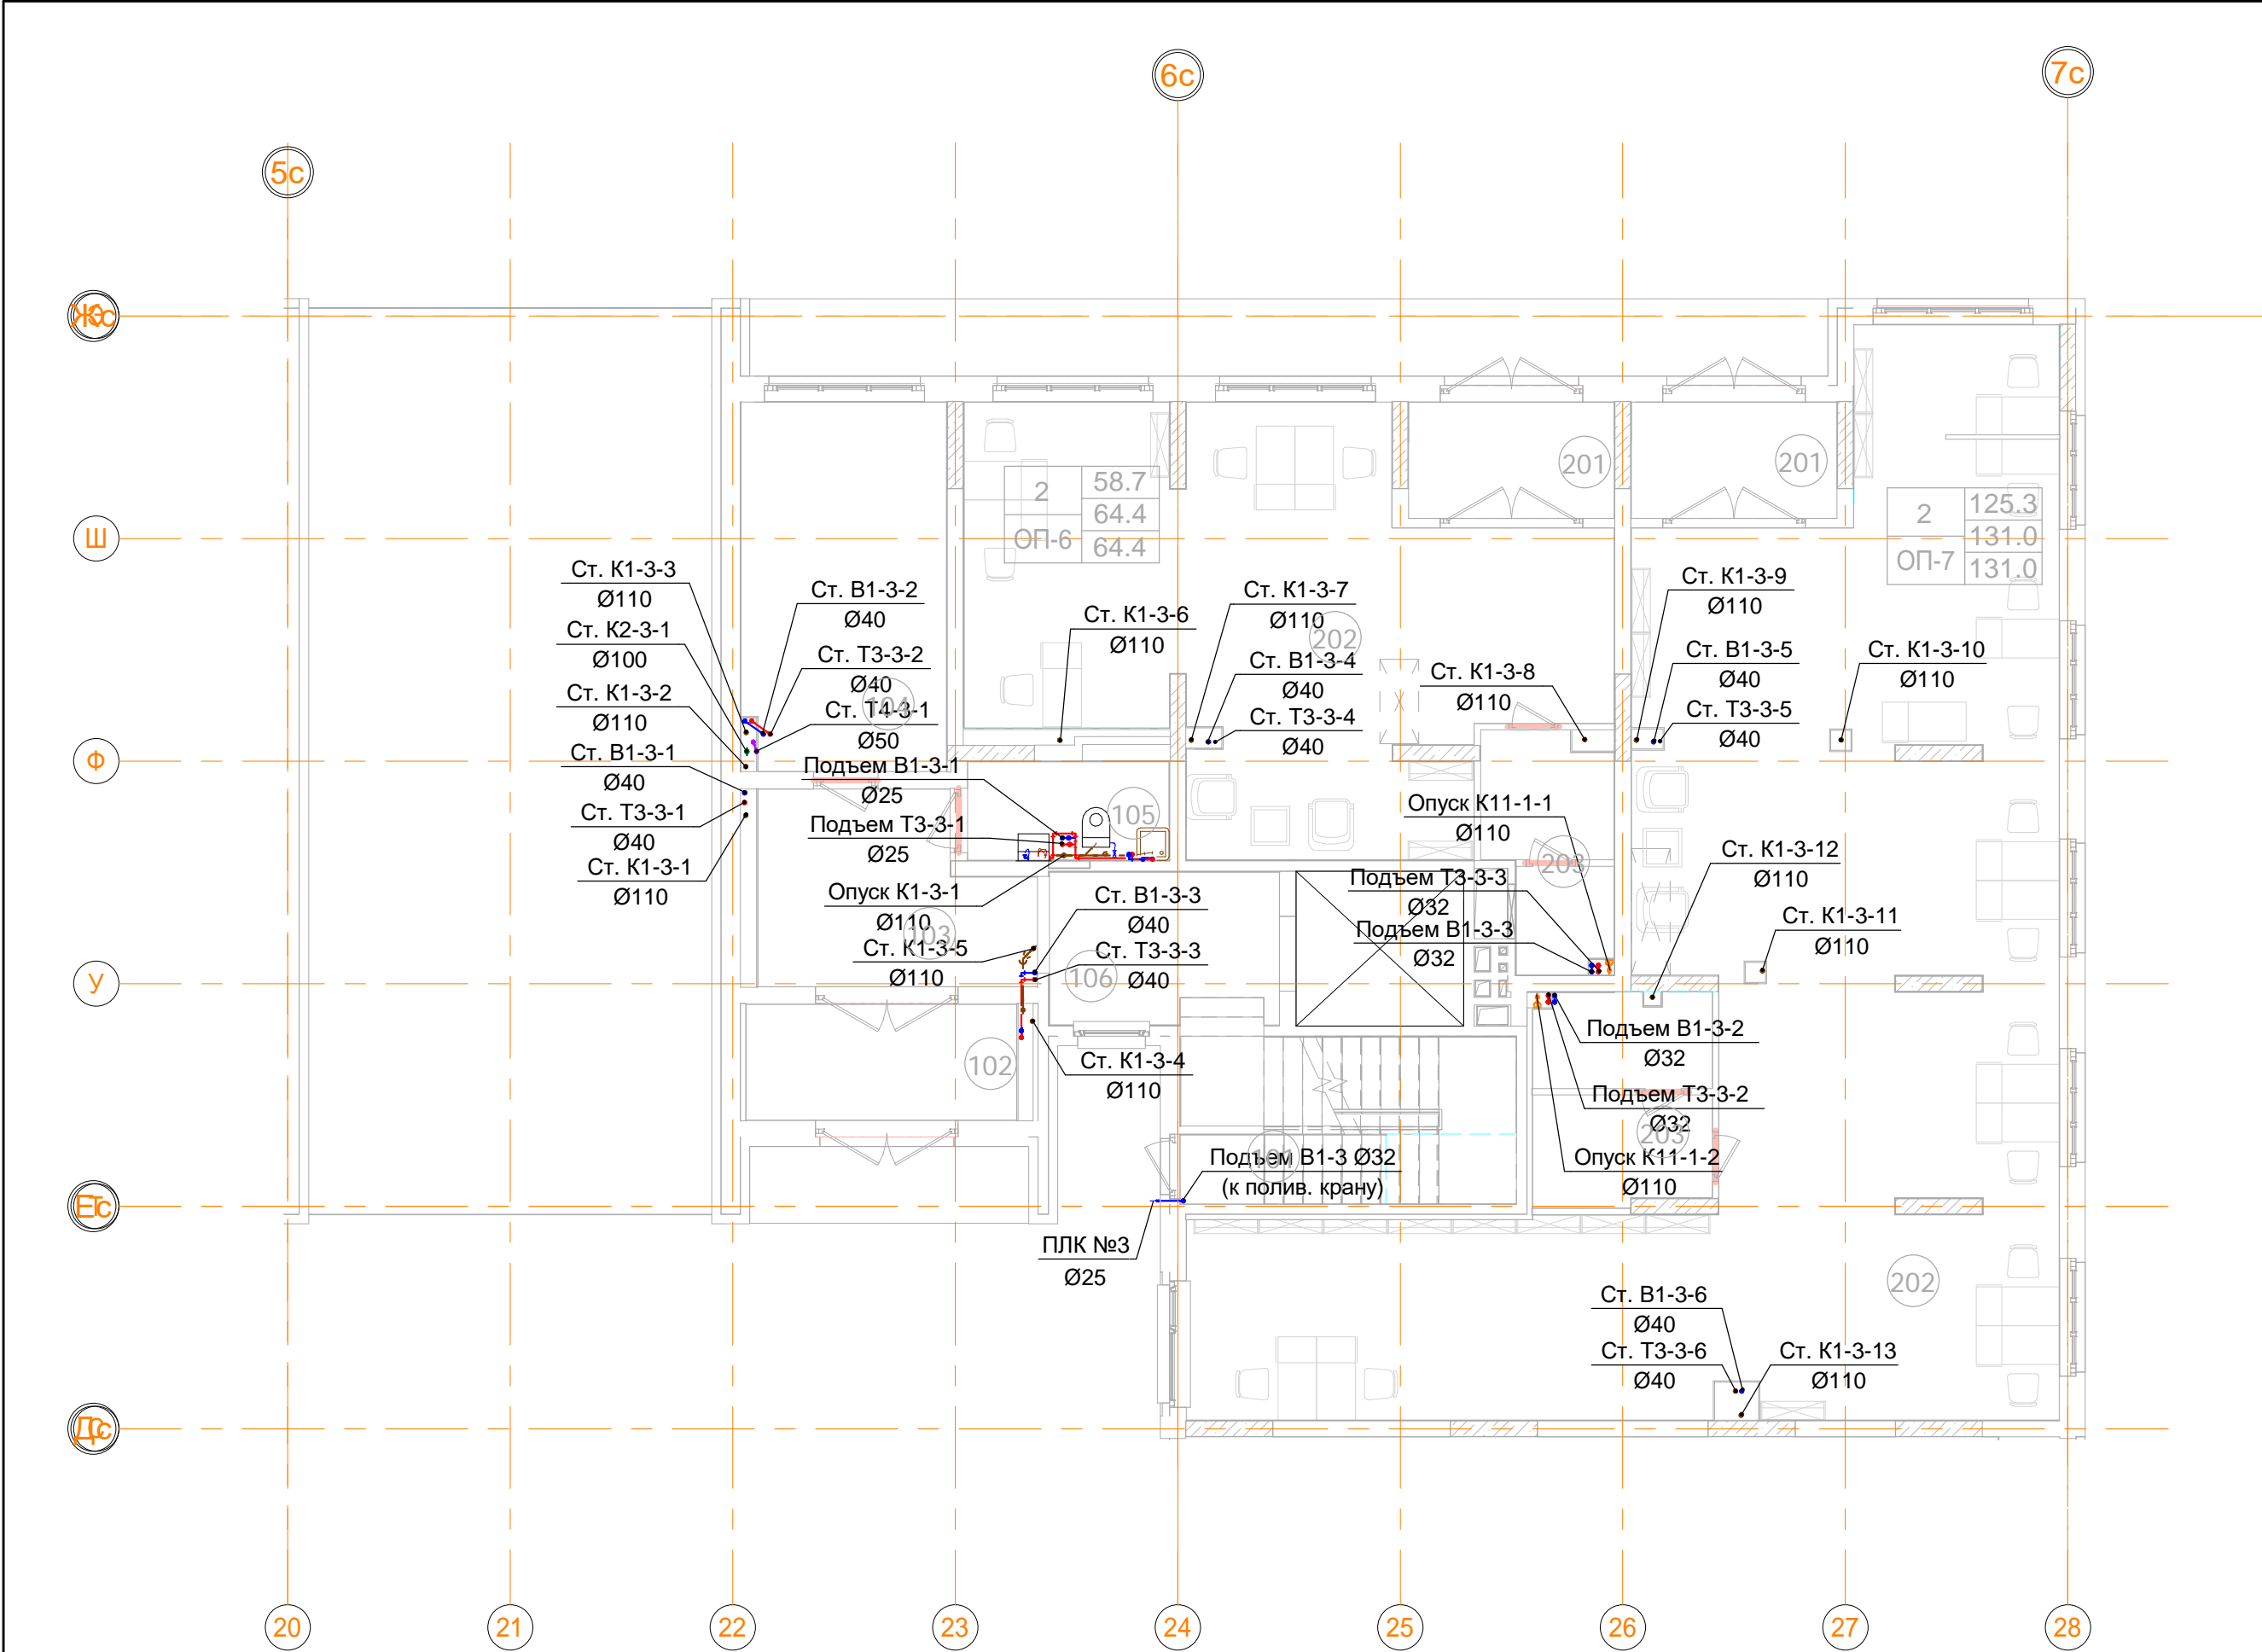 6с
7с
5с
Ш
Ф
У
201
201
2
58.7
64.4
ОП-6
64.4
2
125.3
131.0
ОП-7
131.0
Ст. К1-3-3
Ø110
Ст. К2-3-1
Ø100
Ст. К1-3-2
Ø110
Ст. В1-3-1
Ø40
Ст. Т3-3-1
Ø40
Ст. К1-3-1
Ø110
Ст. В1-3-2
Ø40
Ст. Т3-3-2
Ø40
104
Ст. Т4-3-1
Ø50
Подъем В1-3-1
Ø25
Подъем Т3-3-1
Ø25
105
Опуск К1-3-1
Ø110
103
Ст. К1-3-5
Ø110
Ст. К1-3-6
Ø110
Ст. К1-3-7
Ø110
202
Ст. В1-3-4
Ø40
Ст. Т3-3-4
Ø40
Ст. К1-3-8
Ø110
Ст. К1-3-9
Ø110
Ст. В1-3-5
Ø40
Ст. Т3-3-5
Ø40
Ст. К1-3-10
Ø110
Опуск К11-1-1
Ø110
203
Подъем Т3-3-3
Ø32
Подъем В1-3-3
Ø32
Ст. К1-3-12
Ø110
Ст. К1-3-11
Ø110
Ст. В1-3-3
Ø40
Ст. Т3-3-3
Ø40
106
102
Ст. К1-3-4
Ø110
Подъем В1-3-2
Ø32
Подъем Т3-3-2
Ø32
203
Опуск К11-1-2
Ø110
101
Подъем В1-3 Ø32
(к полив. крану)
ПЛК №3
Ø25
202
Ст. В1-3-6
Ø40
Ст. Т3-3-6
Ø40
Ст. К1-3-13
Ø110
20
21
22
23
24
25
26
27
28